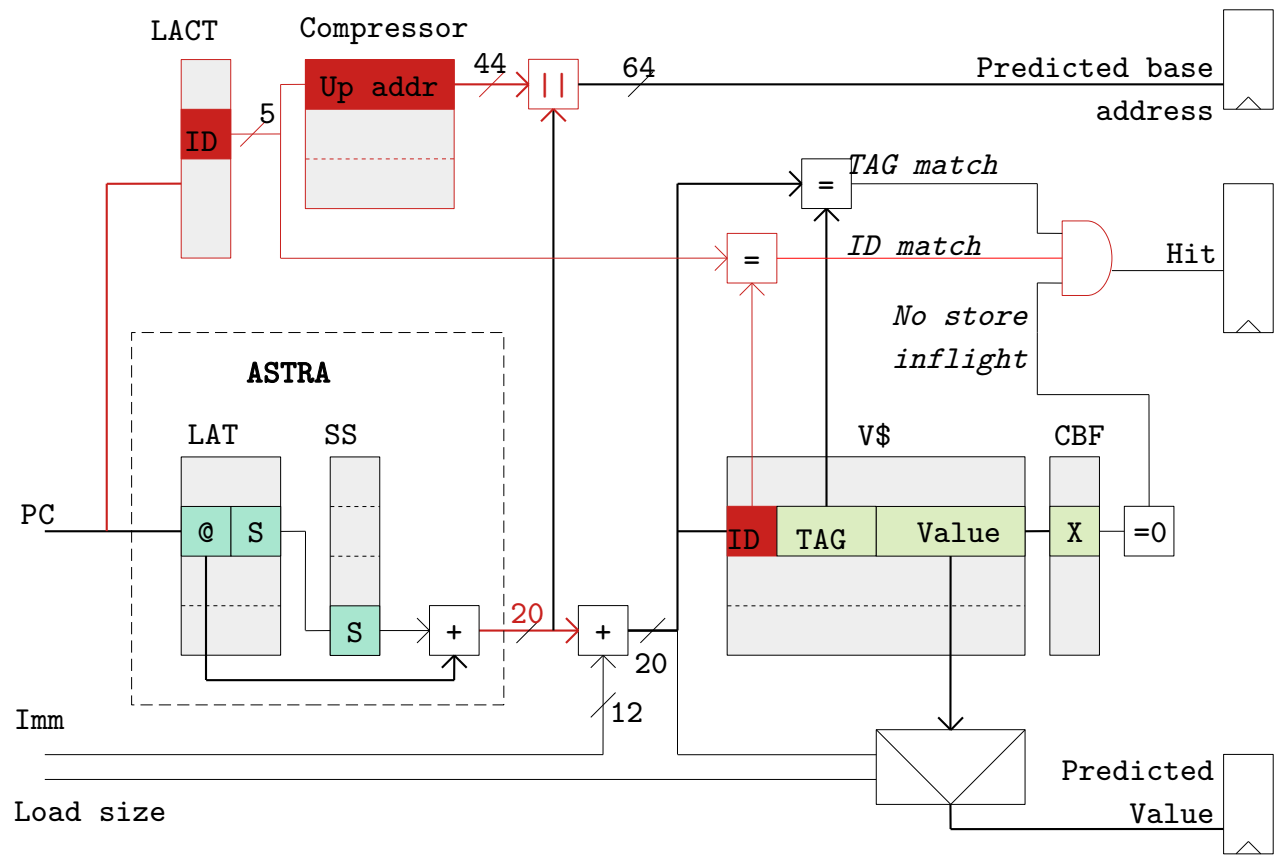 LACT
Compressor
44
64
Up addr
||
Predicted base
address
5
ID
=
TAG match
=
ID match
Hit
No store
inflight
ASTRA
LAT
SS
V$
CBF
PC
@
S
ID
TAG
Value
X
=0
20
S
+
+
20
12
Imm
Load size
Predicted
Value